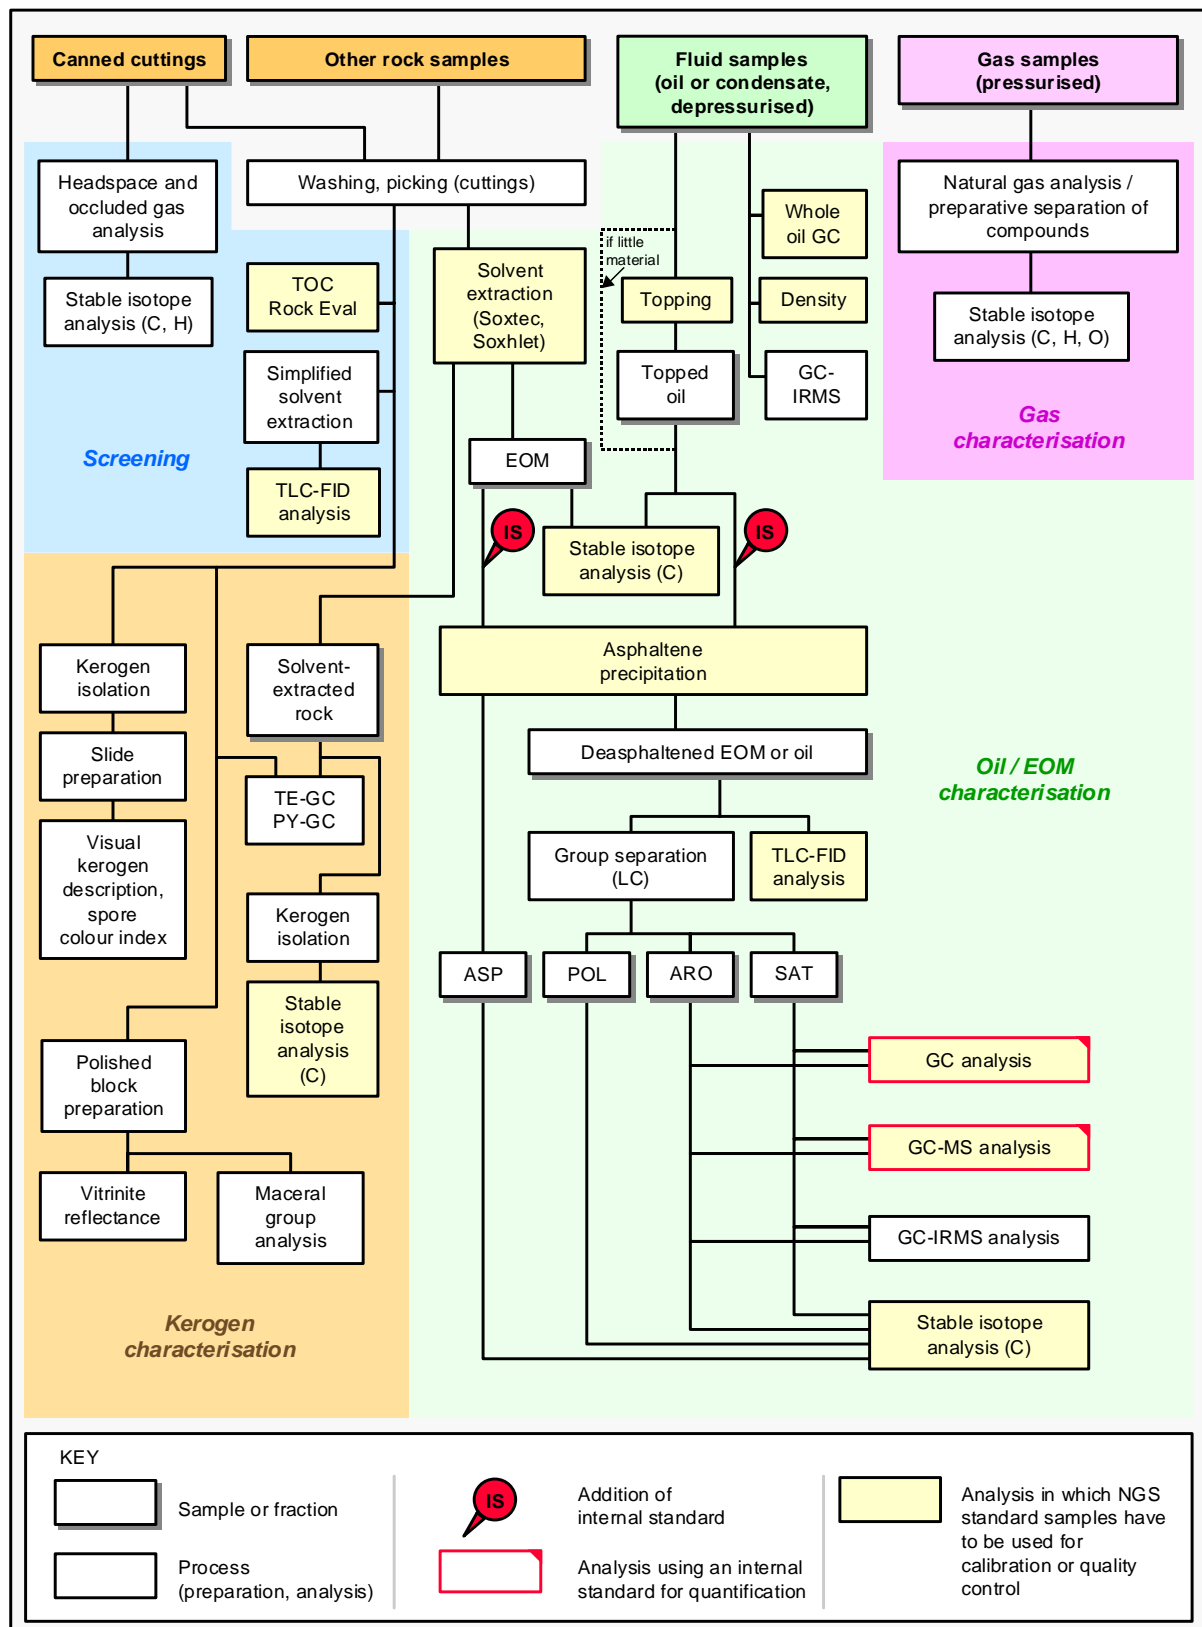 Canned cuttings
Other rock samples
Fluid samples
(oil or condensate,
depressurised)
Gas samples
(pressurised)
Headspace and
occluded gas
analysis
Stable isotope
analysis (C, H)
Washing, picking (cuttings)
TOC
Rock Eval
Simplified
solvent
extraction
TLC-FID
analysis
Screening
Solvent
extraction
(Soxtec,
Soxhlet)
EOM
if little
material
Topping
Topped
oil
Whole
oil GC
Density
GC-
IRMS
Natural gas analysis /
preparative separation of
compounds
Stable isotope
analysis (C, H, O)
Gas
characterisation
IS
Stable isotope
analysis (C)
IS
Asphaltene
precipitation
Deasphaltened EOM or oil
Group separation
(LC)
TLC-FID
analysis
Oil / EOM
characterisation
ASP
POL
ARO
SAT
GC analysis
GC-MS analysis
GC-IRMS analysis
Stable isotope
analysis (C)
Kerogen
isolation
Slide
preparation
Visual
kerogen
description,
spore
colour index
Solvent-
extracted
rock
TE-GC
PY-GC
Kerogen
isolation
Stable
isotope
analysis
(C)
Polished
block
preparation
Vitrinite
reflectance
Maceral
group
analysis
Kerogen
characterisation
KEY
Sample or fraction
Process
(preparation, analysis)
IS
Addition of
internal standard
Analysis using an internal
standard for quantification
Analysis in which NGS
standard samples have
to be used for
calibration or quality
control